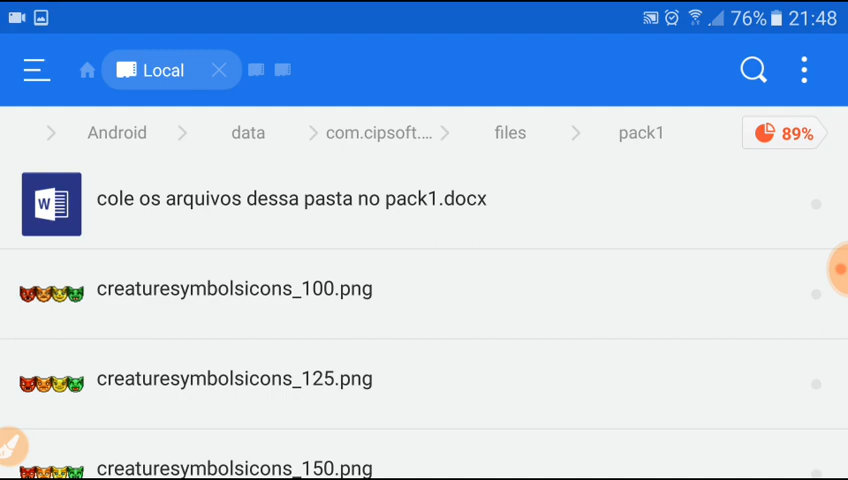 76% 21:48
Local
Android data com.cipsoft.... files pack1 89%
W
cole os arquivos dessa pasta no pack1.docx
creaturesymbolsicons_100.png
creaturesymbolsicons_125.png
creaturesymbolsicons_150.png